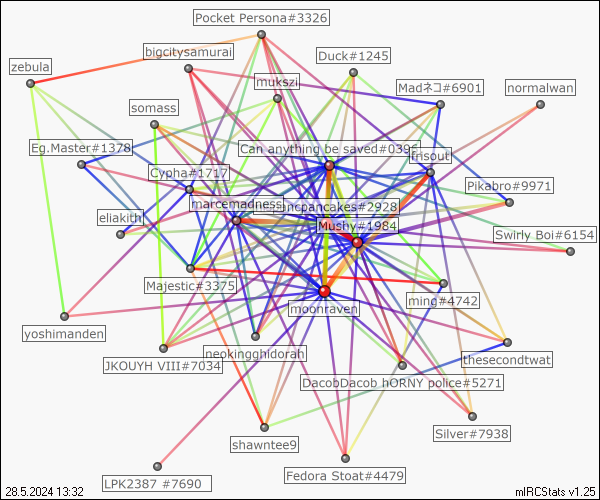 Pocket Persona#3326
bigcitysamurai
Duck#1245
zebula
mukszi
Madネコ#6901
normalwan
somass
Eg.Master#1378
Can anything be saved#039
frisout
Cypha#1717
Pikabro#9971
marcemadness
ncpancakes#2928
eliakith
Mushy#1984
Swirly Boi#6154
Majestic#3375
ming#4742
moonraven
yoshimanden
neokingghidorah
thesecondtwat
JKOUYH VIII#7034
DacobDacob hORNY police#5271
Silver#7938
shawntee9
Fedora Stoat#4479
LPK2387 #7690
28.5.2024 13:32
mIRCStats v1.25